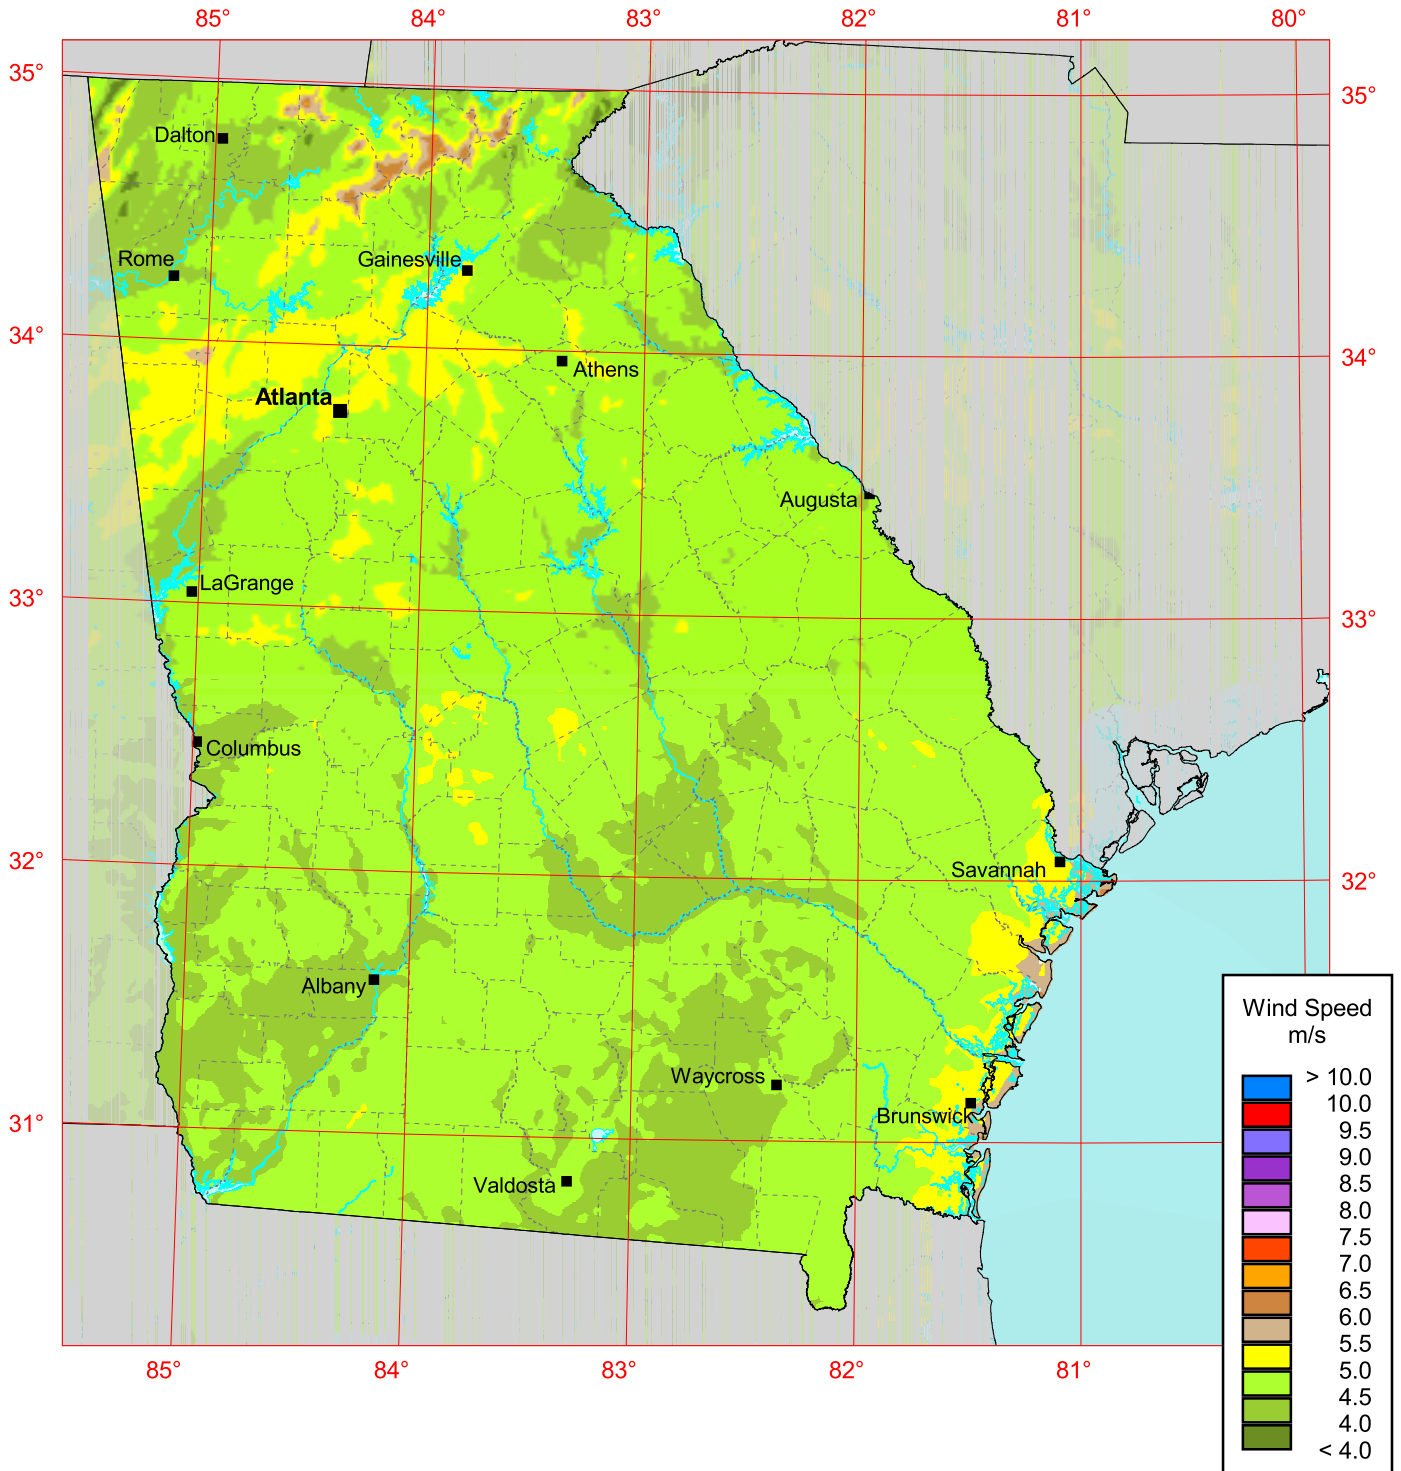 85° 84° 83° 82° 81° 80°
35° 35°
Dalton
Rome Gainesville
34° 34°
Athens
Atlanta
Augusta
LaGrange
33° 33°
Columbus
32° Savannah 32°
Albany
Wind Speed
m/s
Waycross
> 10.0
10.0
Brunswick
31°
9.5
9.0
Valdosta
8.5
8.0
7.5
7.0
6.5
6.0
5.5
85° 84° 83° 82° 81°
5.0
4.5
4.0
< 4.0